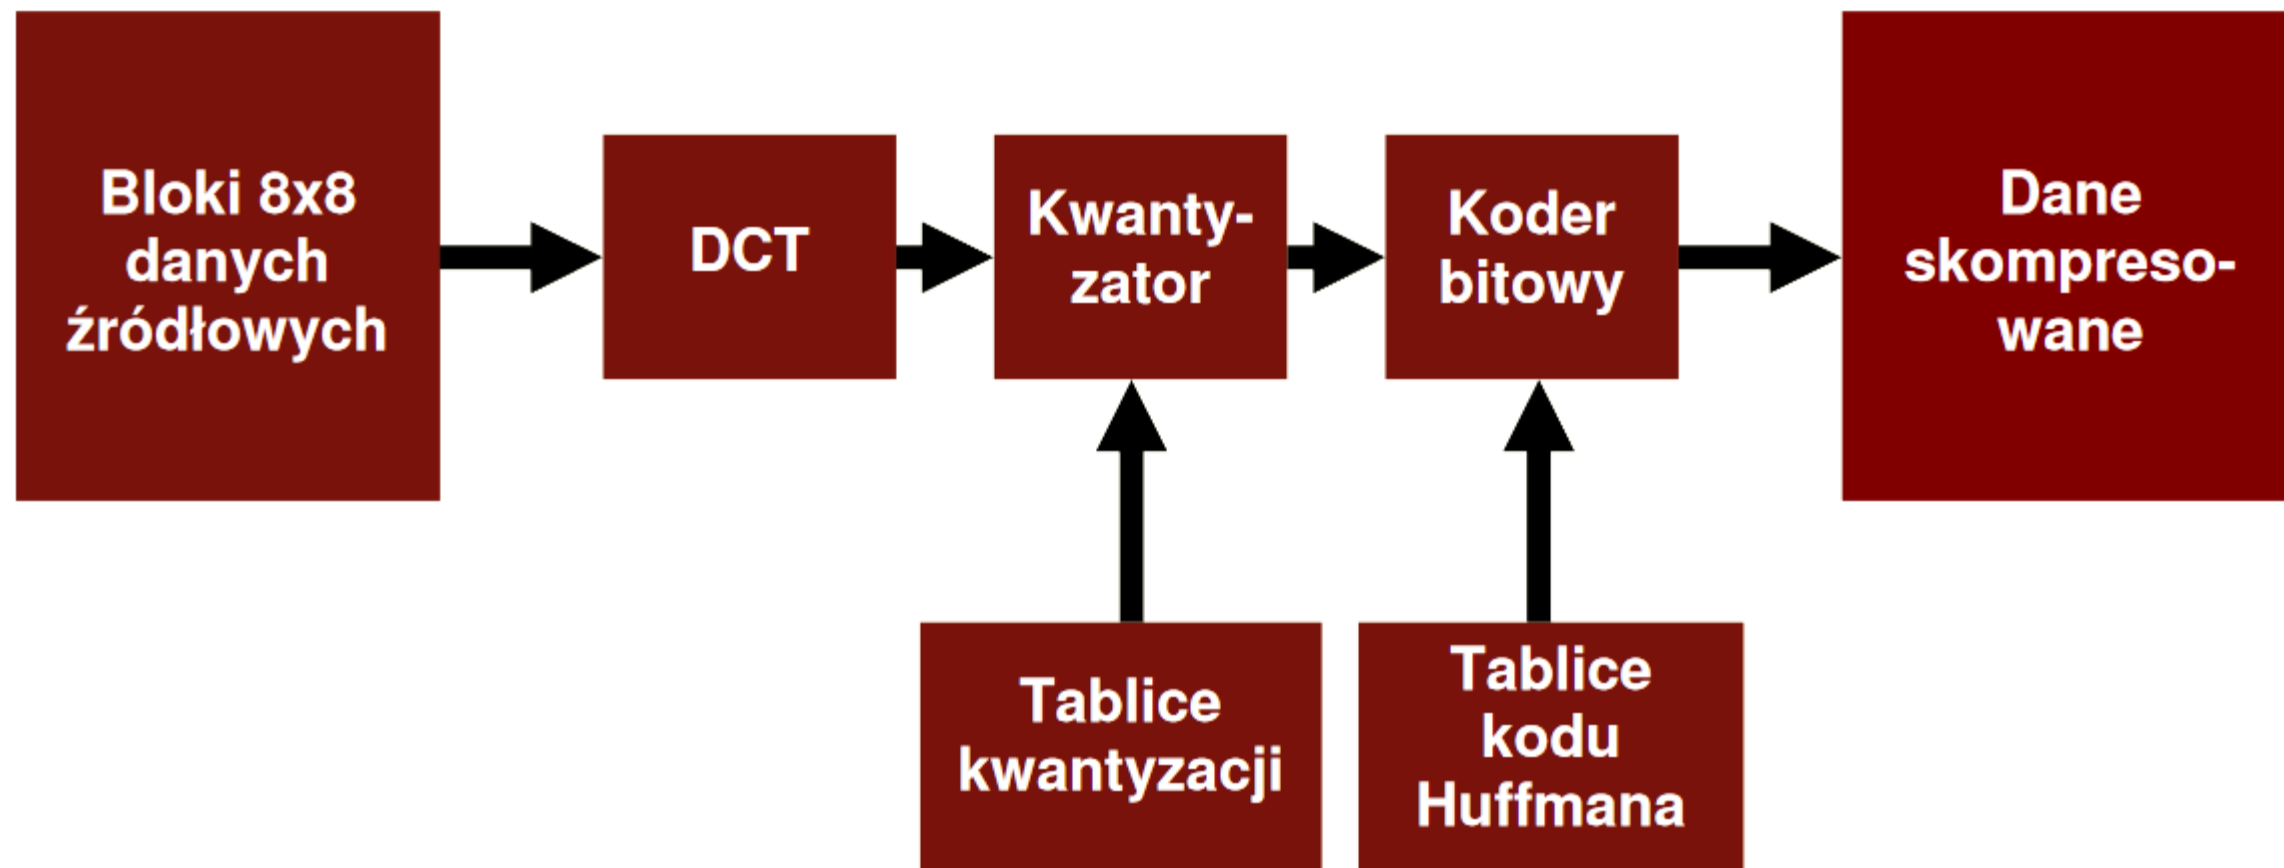 Bloki 8x8
danych
źródłowych
DCT
Kwanty-
zator
Koder
bitowy
Dane
skompreso-
wane
Tablice
kwantyzacji
Tablice
kodu
Huffmana